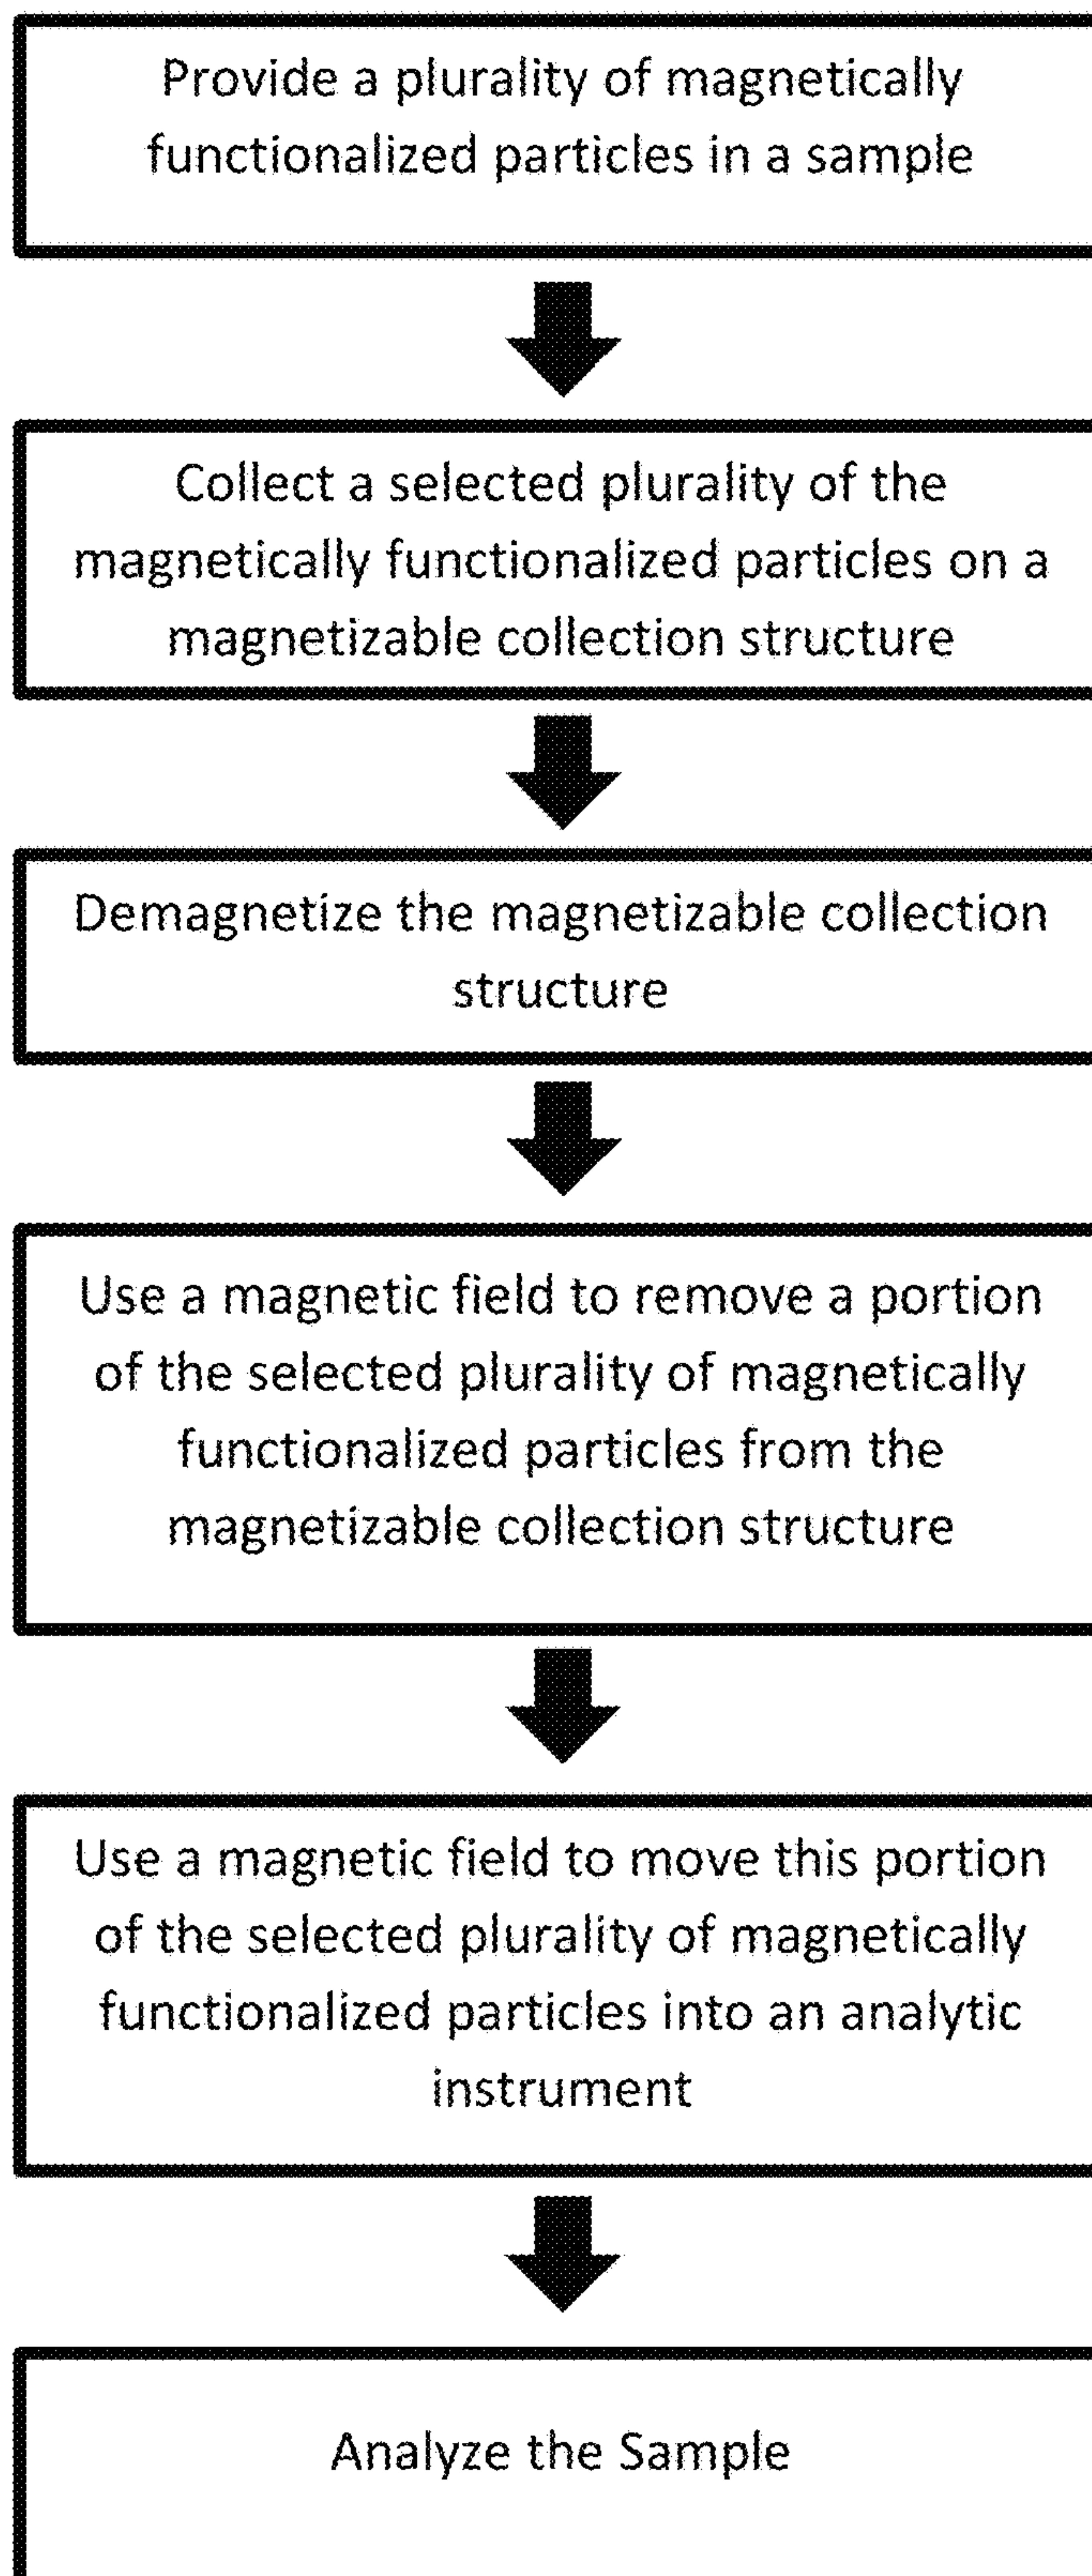 Provide a plurality of magnetically
functionalized particles in a sample
Collect a selected plurality of the
magnetically functionalized particles on a
magnetizable collection structure
Demagnetize the magnetizable collection
structure
Use a magnetic field to remove a portion
of the selected plurality of magnetically
functionalized particles from the
magnetizable collection structure
Use a magnetic field to move this portion
of the selected plurality of magnetically
functionalized particles into an analytic
instrument
Analyze the Sample